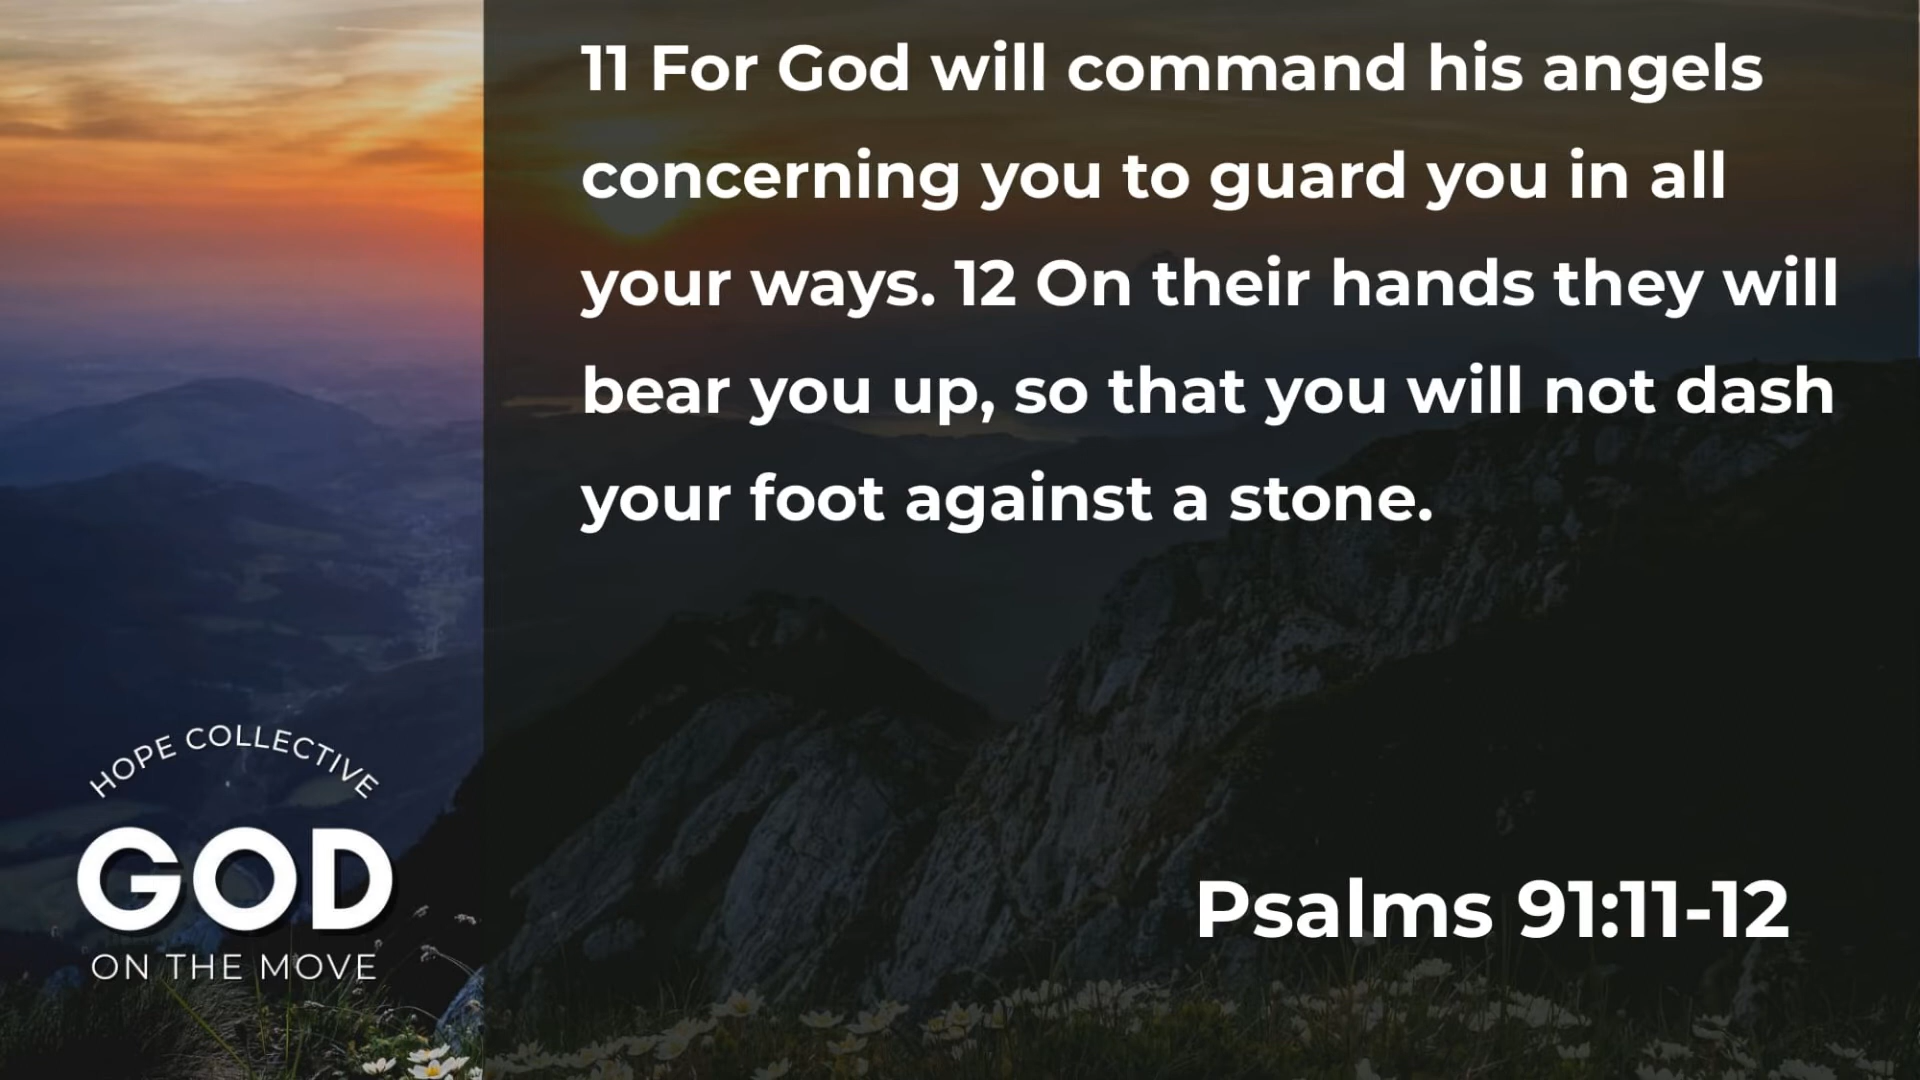 11 For God will command his angels
concerning you to guard you in all
your ways. 12 On their hands they will
bear you up, so that you will not dash
your foot against a stone.
Psalms 91:11-12
HOPE COLLECTIVE
GOD
ON THE MOVE